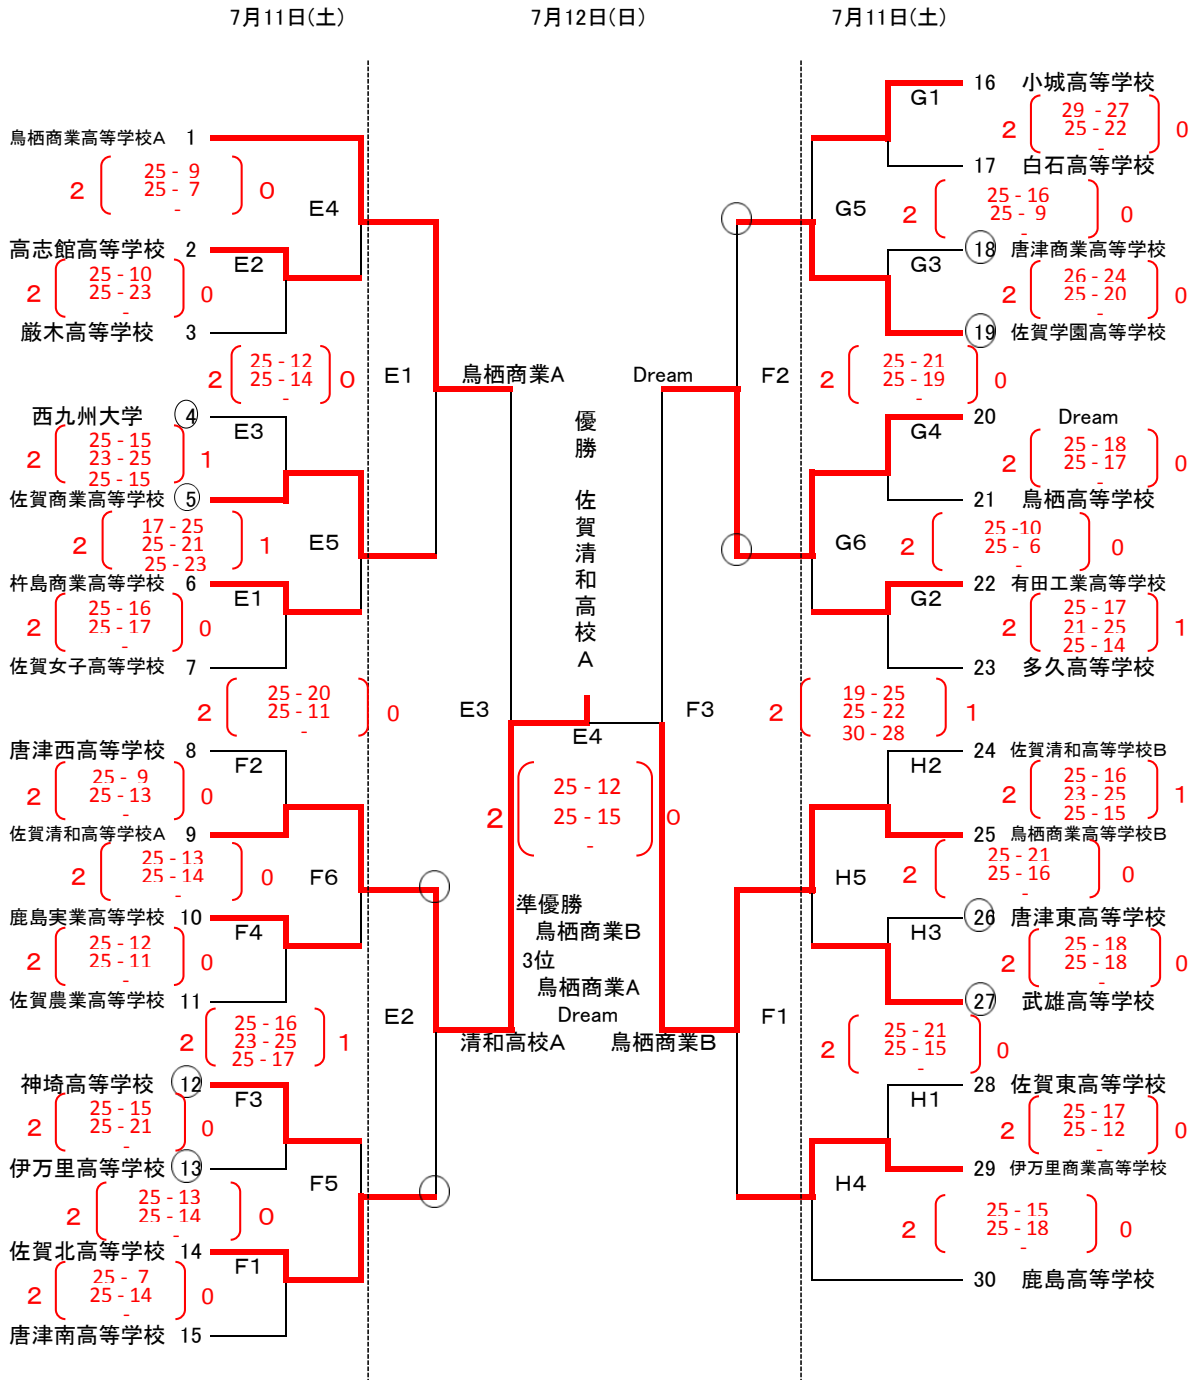 7月11日(土)
7月12日(日)
7月11日(土)
鳥栖商業高等学校A 1
2 25 - 9 0
25 - 7
-
E4
高志館高等学校 2
E2
2 25 - 10 0
25 - 23
-
厳木高等学校 3
2 25 - 12 0
25 - 14
-
E1
西九州大学 4
E3
2 25 - 15 1
23 - 25
25 - 15
佐賀商業高等学校 5
2 17 - 25 1
25 - 21
25 - 23
E5
杵島商業高等学校 6
E1
2 25 - 16 0
25 - 17
-
佐賀女子高等学校 7
2 25 - 20 0
25 - 11
-
E3
唐津西高等学校 8
F2
2 25 - 9 0
25 - 13
-
佐賀清和高等学校A 9
2 25 - 13 0
25 - 14
-
F6
鹿島実業高等学校 10
F4
2 25 - 12 0
25 - 11
-
佐賀農業高等学校 11
2 25 - 16 1
23 - 25
25 - 17
E2
神埼高等学校 12
F3
2 25 - 15 0
25 - 21
-
伊万里高等学校 13
2 25 - 13 0
25 - 14
-
F5
佐賀北高等学校 14
F1
2 25 - 7 0
25 - 14
-
唐津南高等学校 15
鳥栖商業A
Dream
優勝 佐賀清和高校A
E4
2 25 - 12 0
25 - 15
-
準優勝
鳥栖商業B
3位
鳥栖商業A
Dream
清和高校A
鳥栖商業B
16 小城高等学校
G1
2 29 - 27 0
25 - 22
-
17 白石高等学校
G5
2 25 - 16 0
25 - 9
-
18 唐津商業高等学校
G3
2 26 - 24 0
25 - 20
-
19 佐賀学園高等学校
F2
2 25 - 21 0
25 - 19
-
20 Dream
G4
2 25 - 18 0
25 - 17
-
21 鳥栖高等学校
G6
2 25 -10 0
25 - 6
-
22 有田工業高等学校
G2
2 25 - 17 1
21 - 25
25 - 14
23 多久高等学校
F3
2 19 - 25 1
25 - 22
30 - 28
24 佐賀清和高等学校B
H2
2 25 - 16 1
23 - 25
25 - 15
25 鳥栖商業高等学校B
H5
2 25 - 21 0
25 - 16
-
26 唐津東高等学校
H3
2 25 - 18 0
25 - 18
-
27 武雄高等学校
F1
2 25 - 21 0
25 - 15
-
28 佐賀東高等学校
H1
2 25 - 17 0
25 - 12
-
29 伊万里商業高等学校
H4
2 25 - 15 0
25 - 18
-
30 鹿島高等学校